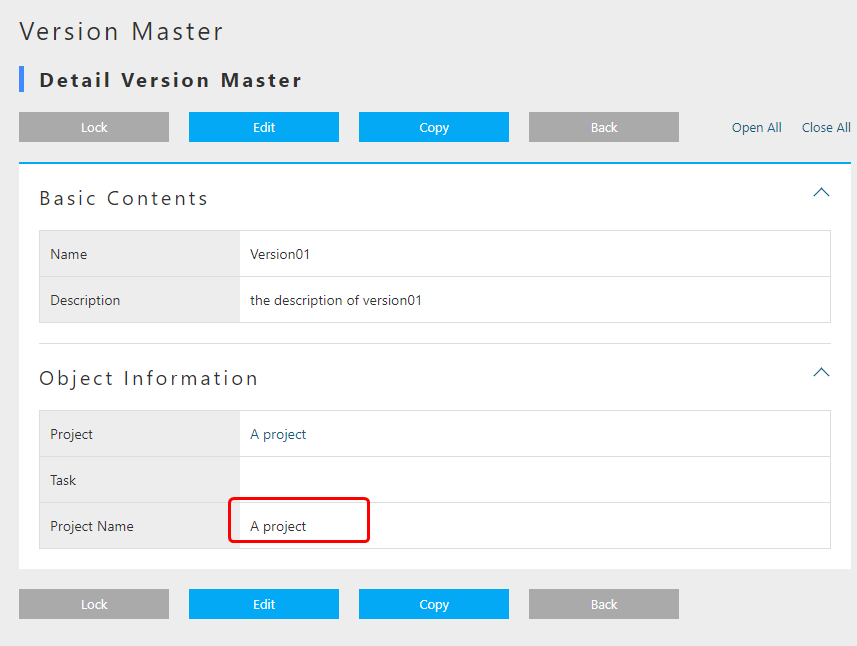 Version Master
Detail Version Master
Lock Edit Copy Back Open All Close All
Basic Contents
Name Version01
Description the description of version01
Object Information
Project A project
Task
Project Name A project
Lock Edit Copy Back